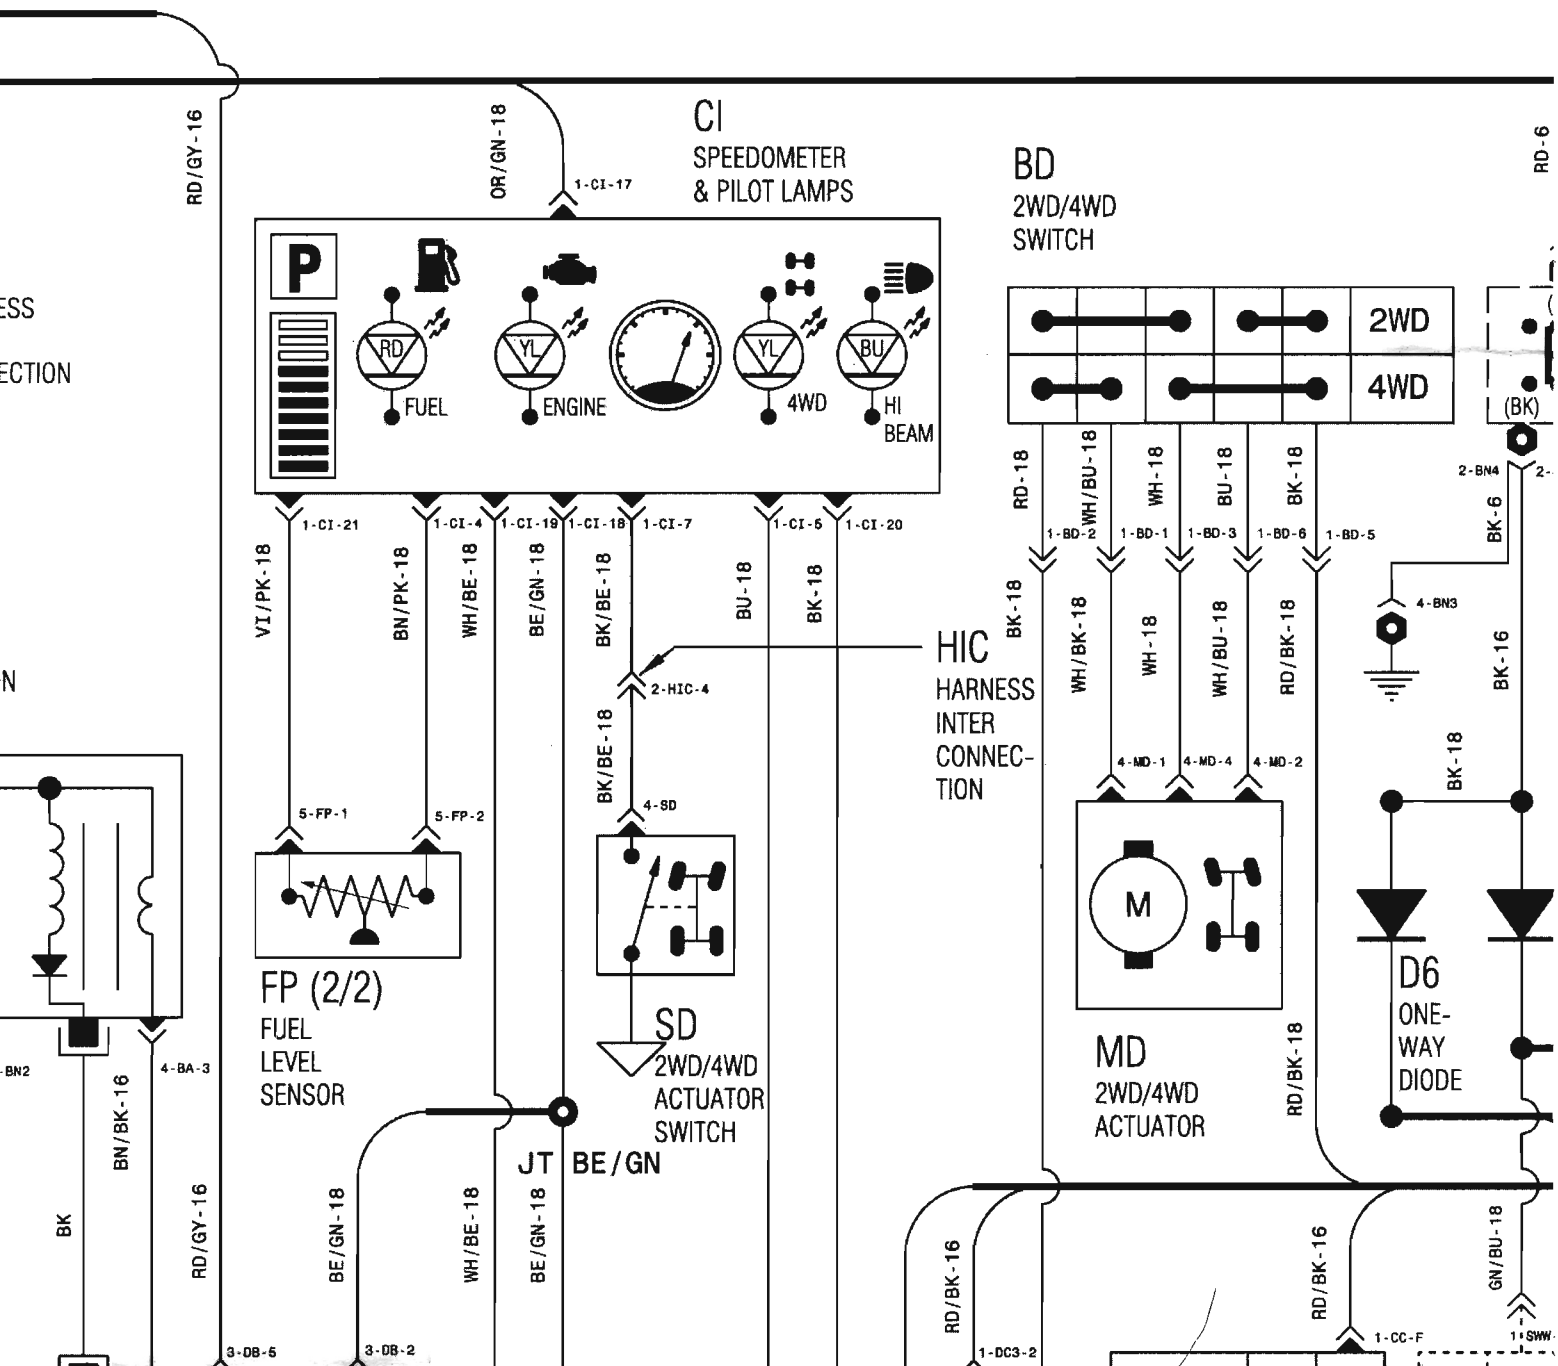 RD/GY-16
OR/GN-18
1-CI-17
CI
SPEEDOMETER
& PILOT LAMPS
BD
2WD/4WD
SWITCH
RD-6
P
RD
FUEL
YL
ENGINE
YL
4WD
BU
HI
BEAM
2WD
4WD
(BK)
ESS
ECTION
N
1-CI-21
1-CI-4
1-CI-19
1-CI-18
1-CI-7
1-CI-5
1-CI-20
VI/PK-18
BN/PK-18
WH/BE-18
BE/GN-18
BK/BE-18
BU-18
BK-18
RD-18
WH/BU-18
WH-18
BU-18
BK-18
1-BD-2
1-BD-1
1-BD-3
1-BD-6
1-BD-5
BK-18
WH/BK-18
WH-18
WH/BU-18
RD/BK-18
2-BN4
2-
BK-6
4-BN3
BK-16
BK-18
HIC
HARNESS
INTER
CONNEC-
TION
2-HIC-4
BK/BE-18
4-SD
5-FP-1
5-FP-2
4-MD-1
4-MD-4
4-MD-2
M
FP (2/2)
FUEL
LEVEL
SENSOR
SD
2WD/4WD
ACTUATOR
SWITCH
MD
2WD/4WD
ACTUATOR
D6
ONE-
WAY
DIODE
RD/BK-18
-BN2
4-BA-3
BN/BK-16
BK
RD/GY-16
JT BE/GN
BE/GN-18
WH/BE-18
BE/GN-18
RD/BK-16
RD/BK-16
GN/BU-18
3-DB-5
3-DB-2
1-DC3-2
1-CC-F
1-SWW-